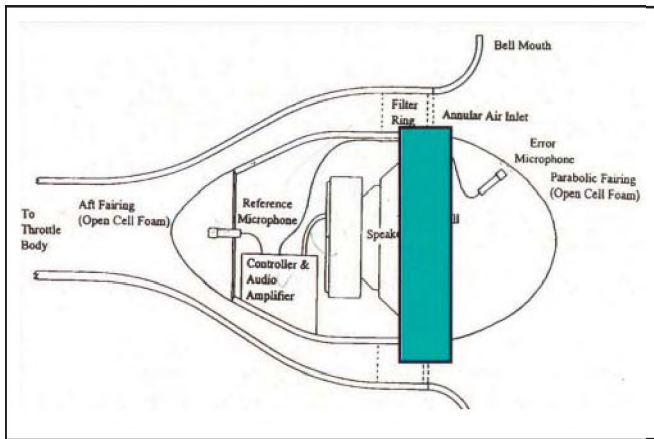 Bell Mouth
Filter
Ring
Annular Air Inlet
Error
Microphone
Parabolic Fairing
(Open Cell Foam)
Aft Fairing
(Open Cell Foam)
To
Throttle
Body
Reference
Microphone
Controller &
Audio
Amplifier